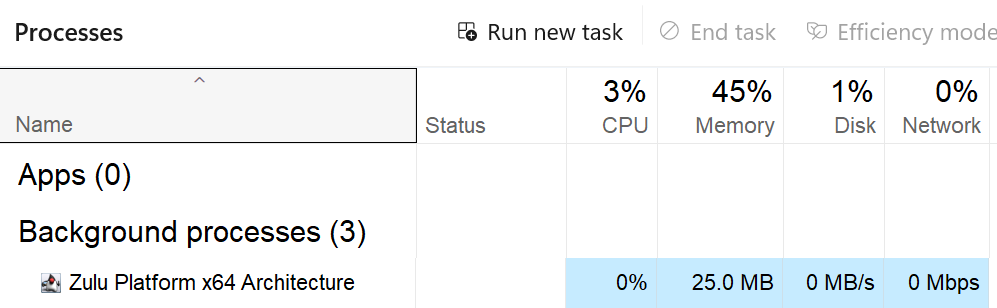 Processes Run new task End task Efficiency mode
3% 45% 1% 0%
Name Status CPU Memory Disk Network
Apps (0)
Background processes (3)
Zulu Platform x64 Architecture 0% 25.0 MB 0 MB/s 0 Mbps